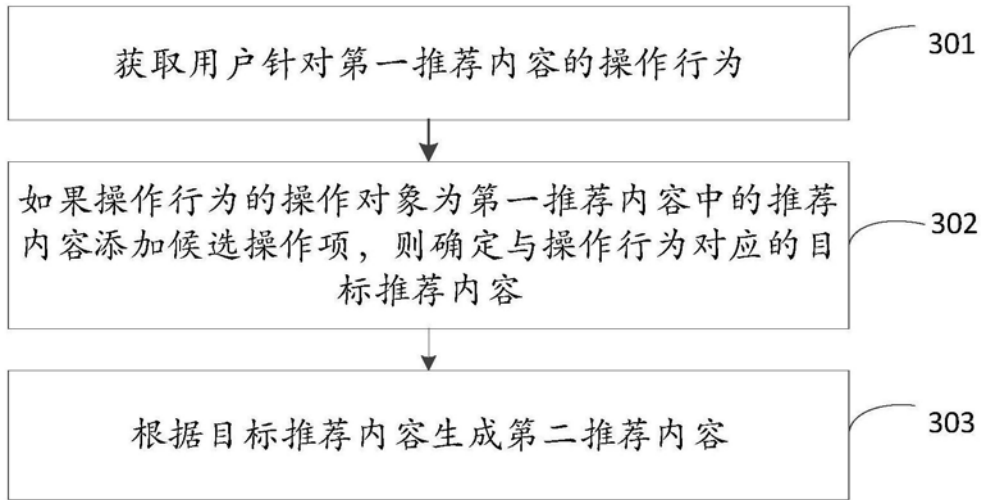 获取用户针对第一推荐内容的操作行为
301
如果操作行为的操作对象为第一推荐内容中的推荐
内容添加候选操作项，则确定与操作行为对应的目
标推荐内容
302
根据目标推荐内容生成第二推荐内容
303